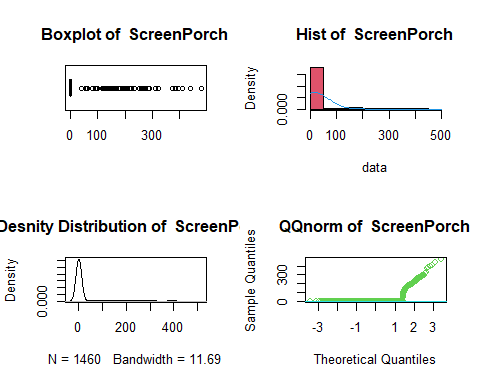 Boxplot of  ScreenPorch
0 100 300
Hist of  ScreenPorch
Density
0.000
0 100 300 500
data
Desnity Distribution of  ScreenP
Density
0.000
0 200 400
N = 1460   Bandwidth = 11.69
QQnorm of  ScreenPorch
Sample Quantiles
0 300
-3 -1 1 2 3
Theoretical Quantiles